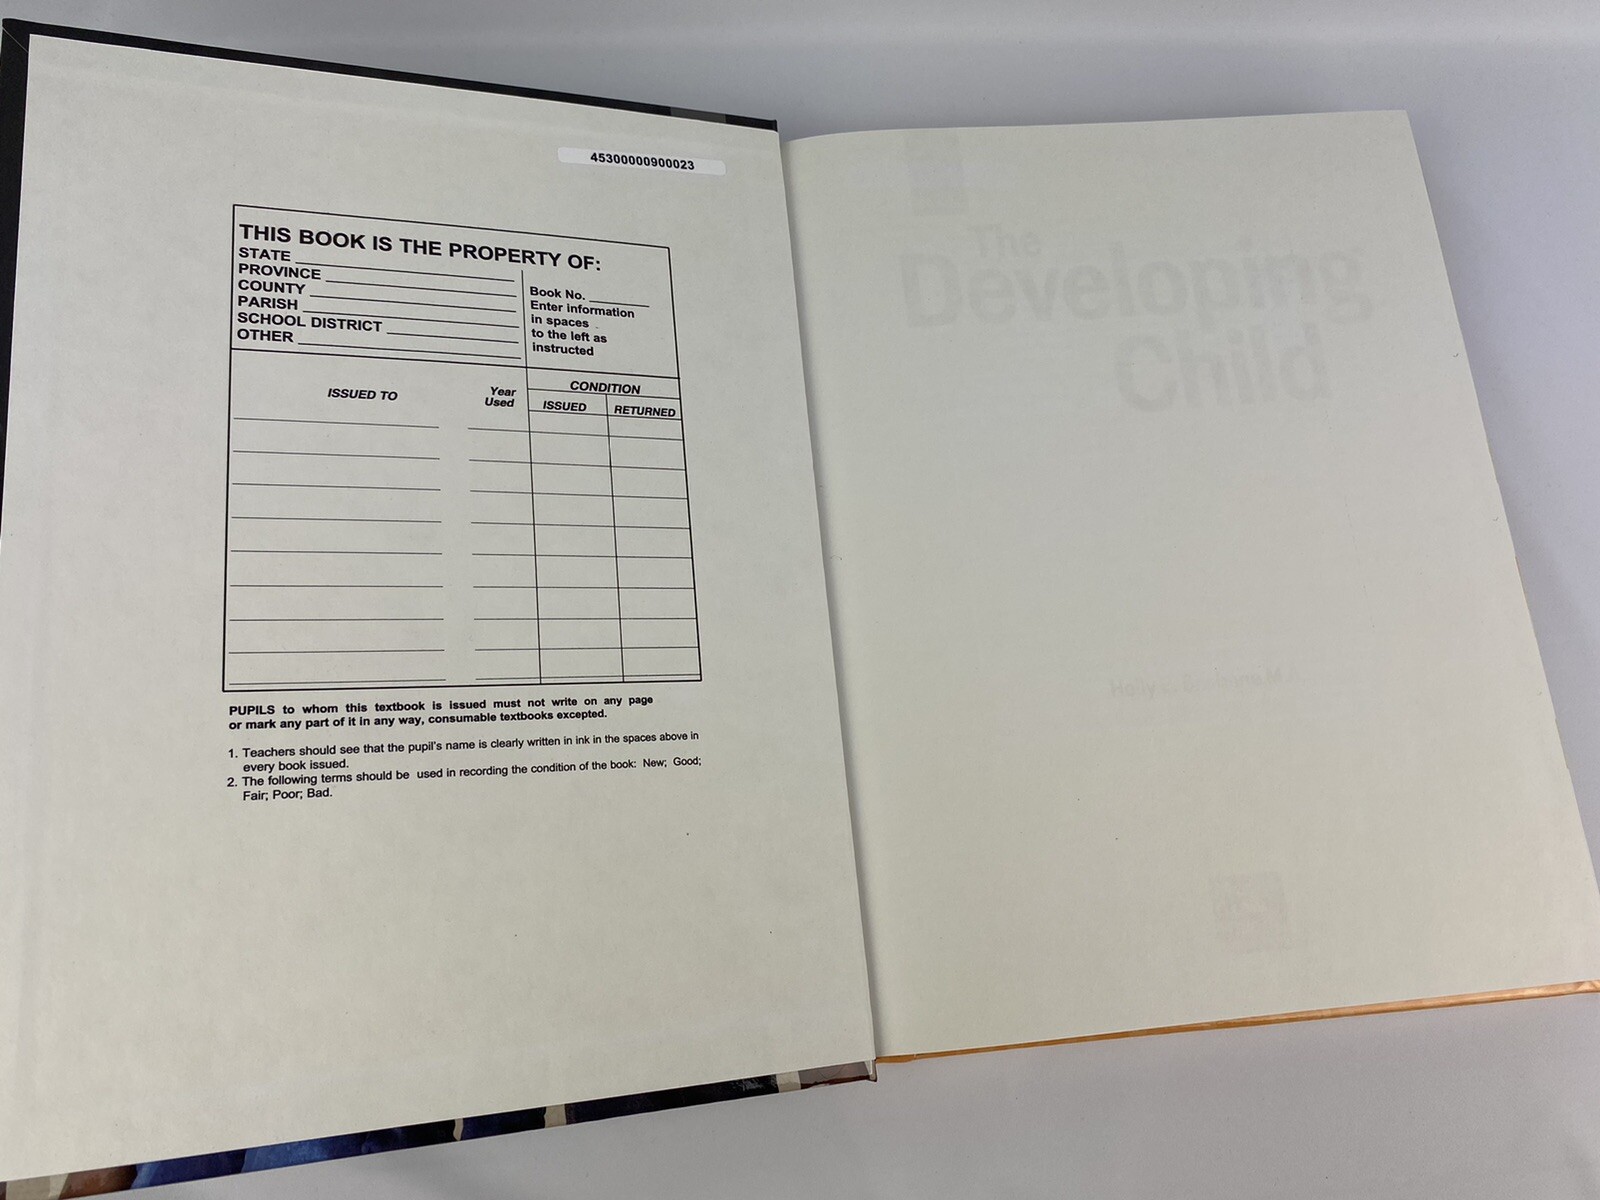 45300000900023
THIS BOOK IS THE PROPERTY OF:
STATE
PROVINCE
COUNTY
PARISH
SCHOOL DISTRICT
OTHER
Book No.
Enter information
in spaces
to the left as
instructed
ISSUED TO
Year
Used
CONDITION
ISSUED
RETURNED
PUPILS to whom this textbook is issued must not write on any page
or mark any part of it in any way, consumable textbooks excepted.
1. Teachers should see that the pupil's name is clearly written in ink in the spaces above in
every book issued.
2. The following terms should be used in recording the condition of the book: New; Good;
Fair; Poor; Bad.
The
Developing
Child
Holly